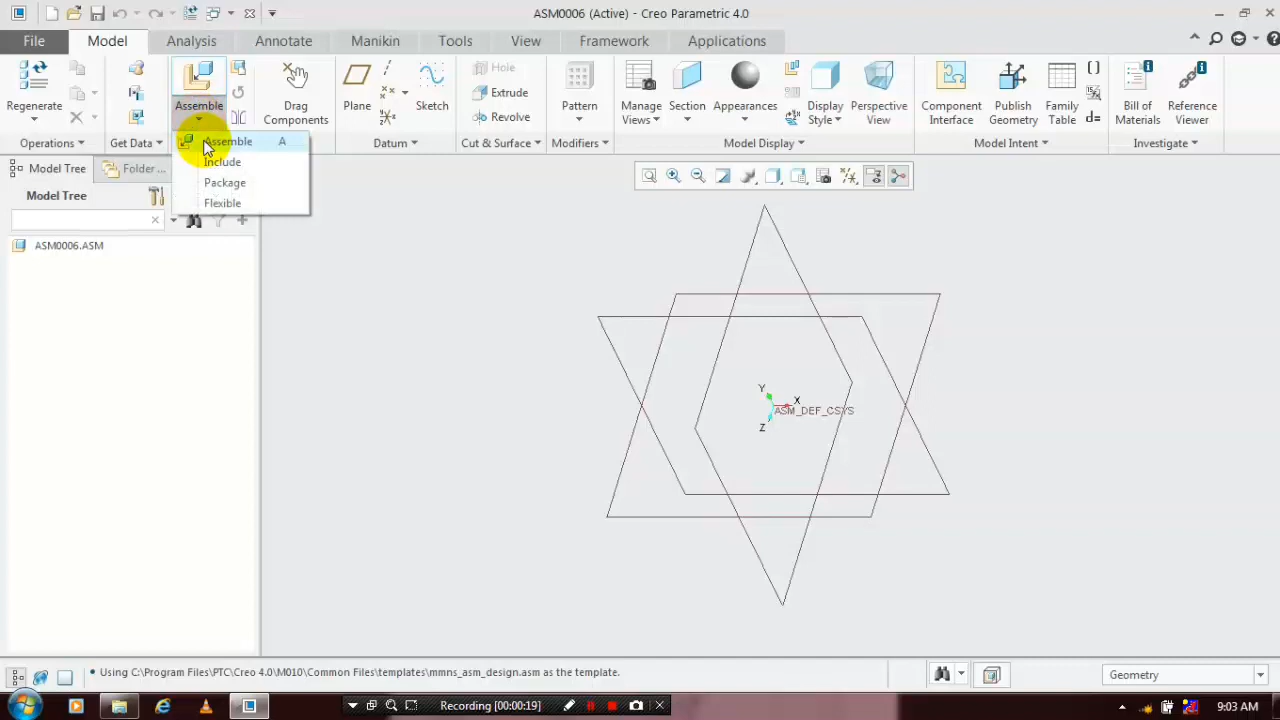 ASM0006 (Active) - Creo Parametric 4.0
File Model Analysis Annotate Manikin Tools View Framework Applications
Regenerate
Assemble
Drag Components
Plane
Sketch
Hole
Extrude
Revolve
Pattern
Manage Views
Section
Appearances
Display Style
Perspective View
Component Interface
Publish Geometry
Family Table
Bill of Materials
Reference Viewer
Operations Get Data Datum Cut & Surface Modifiers Model Display Model Intent Investigate
Assemble A
Include
Package
Flexible
Model Tree Folder ...
Model Tree
ASM0006.ASM
Y
X
ASM_DEF_CSYS
Z
• Using C:\Program Files\PTC\Creo 4.0\M010\Common Files\templates\mmns_asm_design.asm as the template.
Geometry
Recording [00:00:19]
9:03 AM